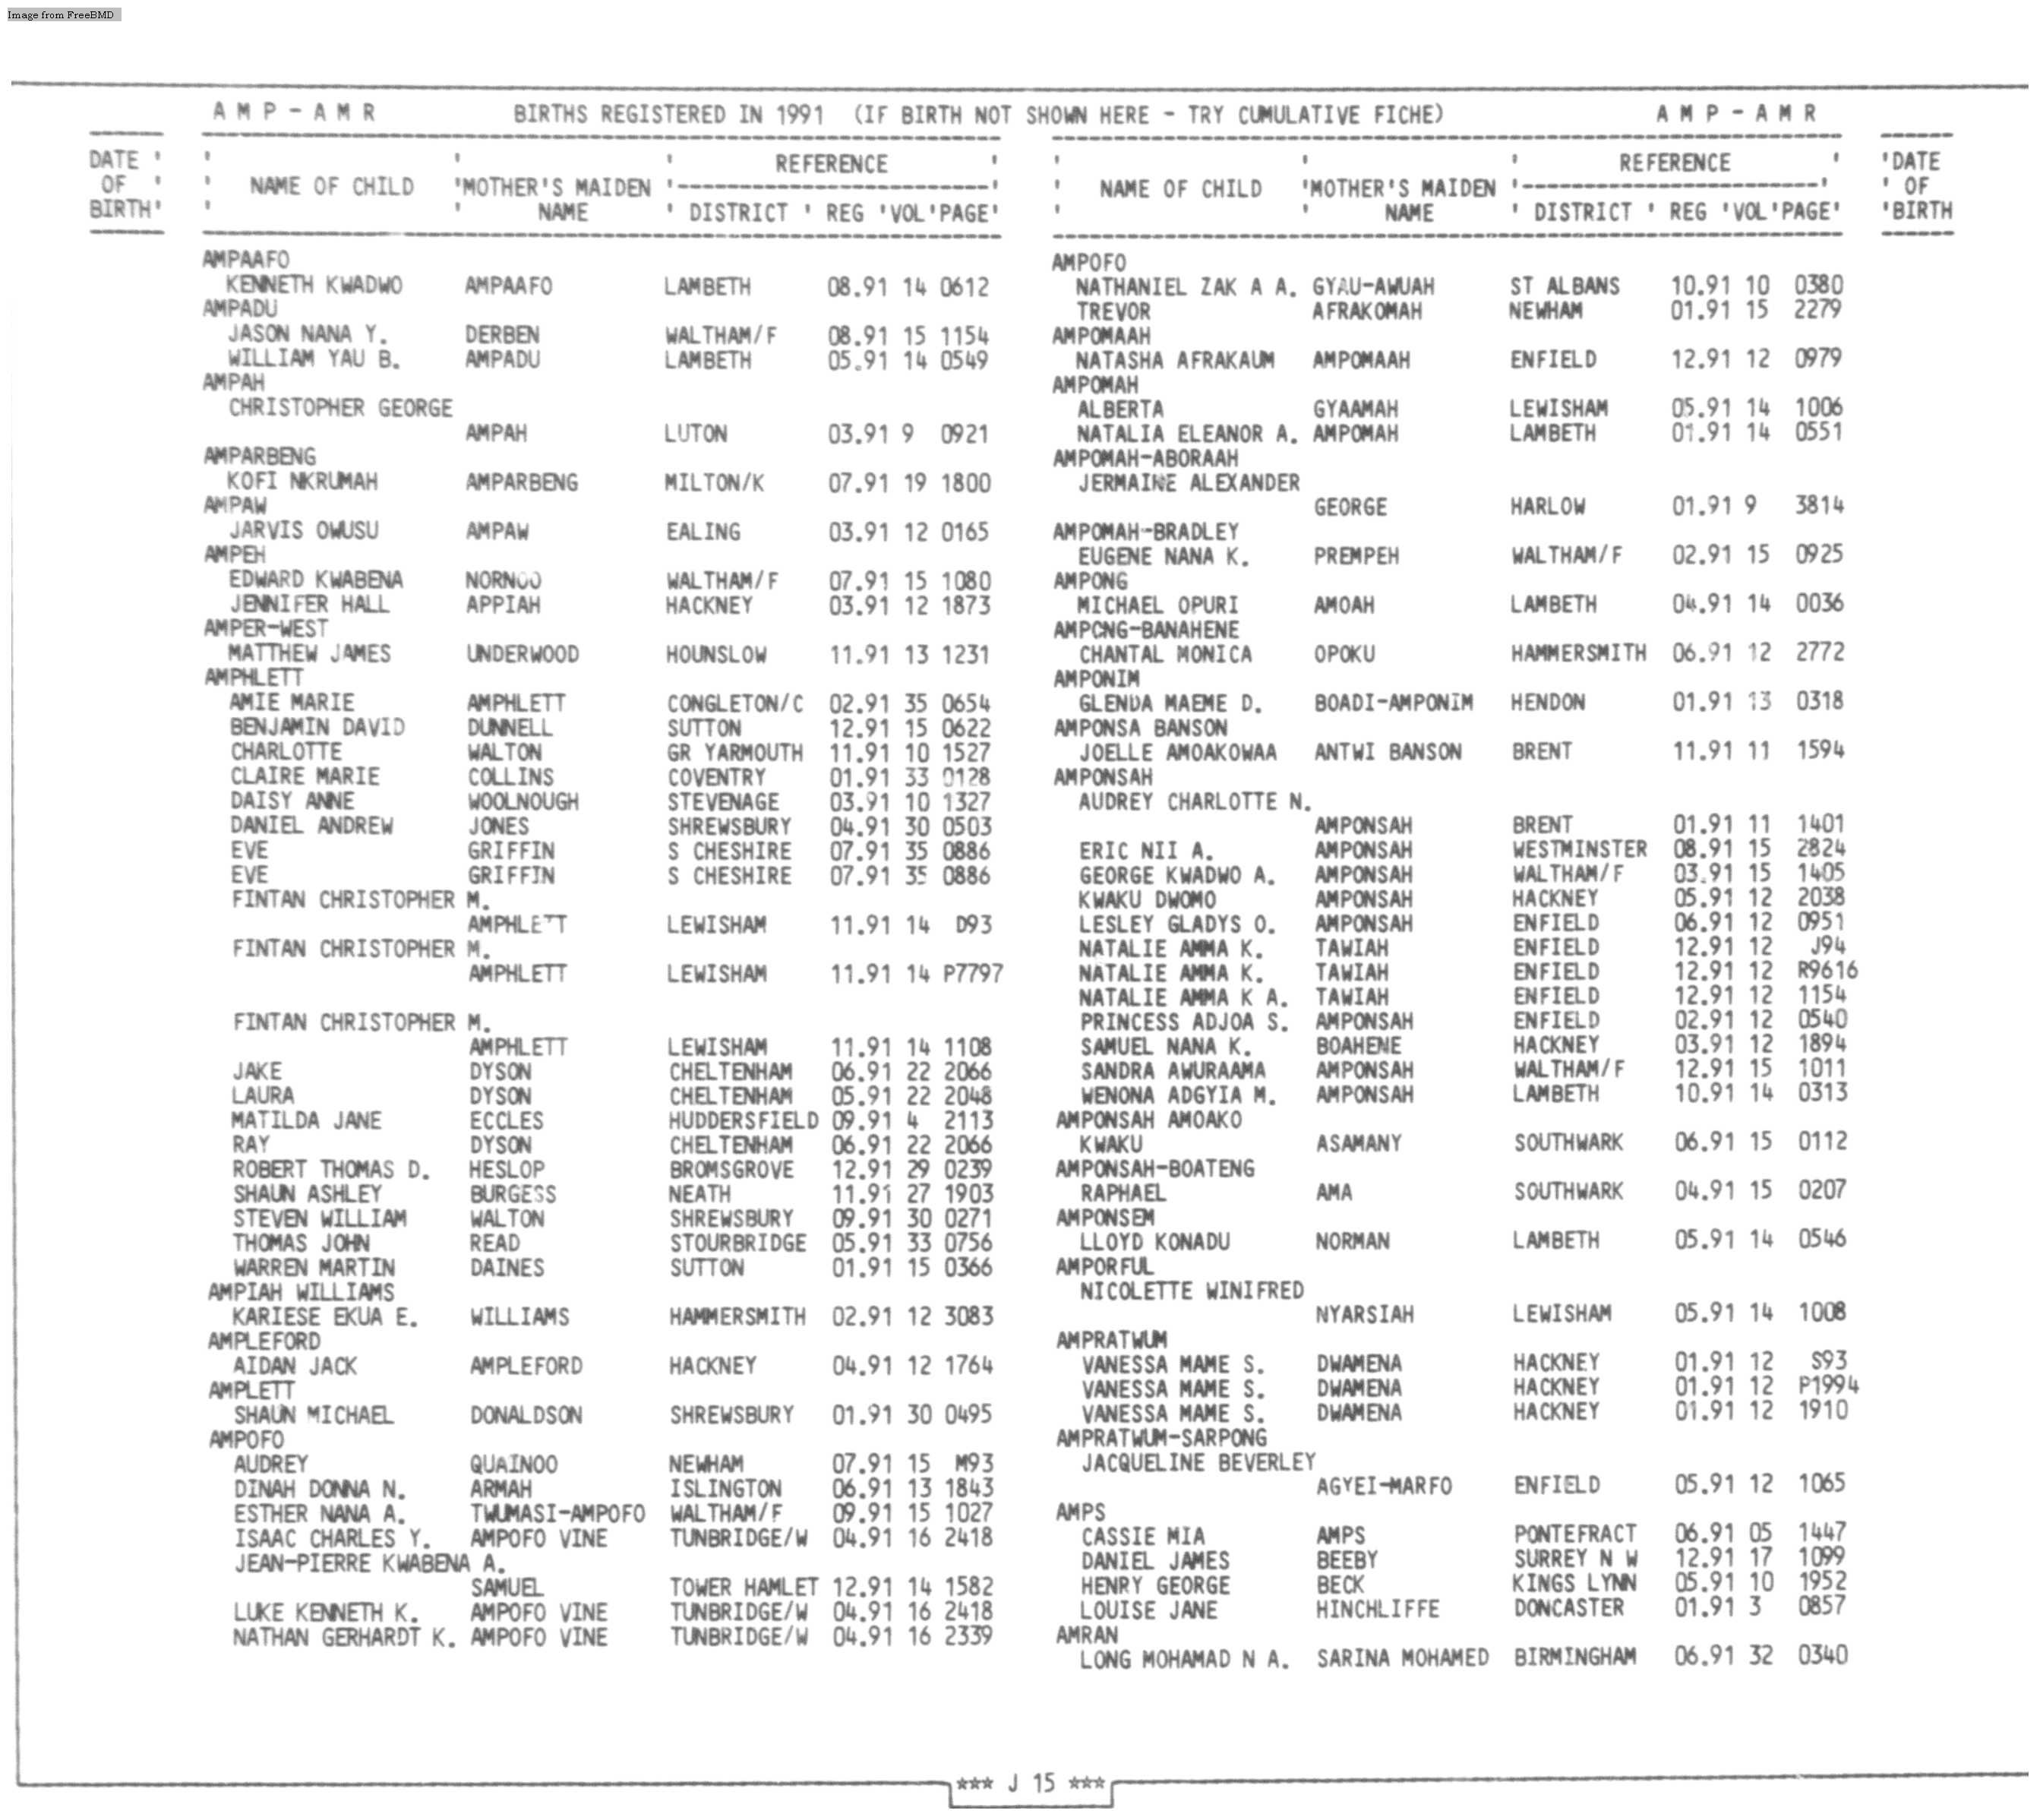 Image from FreeBMD
A M P - A M R BIRTHS REGISTERED IN 1991 (IF BIRTH NOT SHOWN HERE - TRY CUMULATIVE FICHE) A M P - A M R
DATE OF BIRTH
NAME OF CHILD MOTHER'S MAIDEN NAME REFERENCE DISTRICT REG VOL PAGE
AMPAAFO
KENNETH KWADWO AMPAAFO LAMBETH 08.91 14 0612
AMPADU
JASON NANA Y. DERBEN WALTHAM/F 08.91 15 1154
WILLIAM YAU B. AMPADU LAMBETH 05.91 14 0549
AMPAH
CHRISTOPHER GEORGE
AMPAH LUTON 03.91 9 0921
AMPARBENG
KOFI NKRUMAH AMPARBENG MILTON/K 07.91 19 1800
AMPAW
JARVIS OWUSU AMPAW EALING 03.91 12 0165
AMPEH
EDWARD KWABENA NORNOO WALTHAM/F 07.91 15 1080
JENNIFER HALL APPIAH HACKNEY 03.91 12 1873
AMPER-WEST
MATTHEW JAMES UNDERWOOD HOUNSLOW 11.91 13 1231
AMPHLETT
AMIE MARIE AMPHLETT CONGLETON/C 02.91 35 0654
BENJAMIN DAVID DUNNELL SUTTON 12.91 15 0622
CHARLOTTE WALTON GR YARMOUTH 11.91 10 1527
CLAIRE MARIE COLLINS COVENTRY 01.91 33 0128
DAISY ANNE WOOLNOUGH STEVENAGE 03.91 10 1327
DANIEL ANDREW JONES SHREWSBURY 04.91 30 0503
EVE GRIFFIN S CHESHIRE 07.91 35 0886
EVE GRIFFIN S CHESHIRE 07.91 35 0886
FINTAN CHRISTOPHER M.
AMPHLETT LEWISHAM 11.91 14 D93
FINTAN CHRISTOPHER M.
AMPHLETT LEWISHAM 11.91 14 P7797
FINTAN CHRISTOPHER M.
AMPHLETT LEWISHAM 11.91 14 1108
JAKE DYSON CHELTENHAM 06.91 22 2066
LAURA DYSON CHELTENHAM 05.91 22 2048
MATILDA JANE ECCLES HUDDERSFIELD 09.91 4 2113
RAY DYSON CHELTENHAM 06.91 22 2066
ROBERT THOMAS D. HESLOP BROMSGROVE 12.91 29 0239
SHAUN ASHLEY BURGESS NEATH 11.91 27 1903
STEVEN WILLIAM WALTON SHREWSBURY 09.91 30 0271
THOMAS JOHN READ STOURBRIDGE 05.91 33 0756
WARREN MARTIN DAINES SUTTON 01.91 15 0366
AMPIAH WILLIAMS
KARIESE EKUA E. WILLIAMS HAMMERSMITH 02.91 12 3083
AMPLEFORD
AIDAN JACK AMPLEFORD HACKNEY 04.91 12 1764
AMPLETT
SHAUN MICHAEL DONALDSON SHREWSBURY 01.91 30 0495
AMPOFO
AUDREY QUAINOO NEWHAM 07.91 15 M93
DINAH DONNA N. ARMAH ISLINGTON 06.91 13 1843
ESTHER NANA A. TWUMASI-AMPOFO WALTHAM/F 09.91 15 1027
ISAAC CHARLES Y. AMPOFO VINE TUNBRIDGE/W 04.91 16 2418
JEAN-PIERRE KWABENA A.
SAMUEL TOWER HAMLET 12.91 14 1582
LUKE KENNETH K. AMPOFO VINE TUNBRIDGE/W 04.91 16 2418
NATHAN GERHARDT K. AMPOFO VINE TUNBRIDGE/W 04.91 16 2339
NAME OF CHILD MOTHER'S MAIDEN NAME REFERENCE DISTRICT REG VOL PAGE
DATE OF BIRTH
AMPOFO
NATHANIEL ZAK A A. GYAU-AWUAH ST ALBANS 10.91 10 0380
TREVOR AFRAKOMAH NEWHAM 01.91 15 2279
AMPOMAAH
NATASHA AFRAKAUM AMPOMAAH ENFIELD 12.91 12 0979
AMPOMAH
ALBERTA GYAAMAH LEWISHAM 05.91 14 1006
NATALIA ELEANOR A. AMPOMAH LAMBETH 01.91 14 0551
AMPOMAH-ABORAAH
JERMAINE ALEXANDER
GEORGE HARLOW 01.91 9 3814
AMPOMAH-BRADLEY
EUGENE NANA K. PREMPEH WALTHAM/F 02.91 15 0925
AMPONG
MICHAEL OPURI AMOAH LAMBETH 04.91 14 0036
AMPONG-BANAHENE
CHANTAL MONICA OPOKU HAMMERSMITH 06.91 12 2772
AMPONIM
GLENDA MAEME D. BOADI-AMPONIM HENDON 01.91 13 0318
AMPONSA BANSON
JOELLE AMOAKOWAA ANTWI BANSON BRENT 11.91 11 1594
AMPONSAH
AUDREY CHARLOTTE N.
AMPONSAH BRENT 01.91 11 1401
ERIC NII A. AMPONSAH WESTMINSTER 08.91 15 2824
GEORGE KWADWO A. AMPONSAH WALTHAM/F 03.91 15 1405
KWAKU DWOMO AMPONSAH HACKNEY 05.91 12 2038
LESLEY GLADYS O. AMPONSAH ENFIELD 06.91 12 0951
NATALIE AMMA K. TAWIAH ENFIELD 12.91 12 J94
NATALIE AMMA K. TAWIAH ENFIELD 12.91 12 R9616
NATALIE AMMA K A. TAWIAH ENFIELD 12.91 12 1154
PRINCESS ADJOA S. AMPONSAH ENFIELD 02.91 12 0540
SAMUEL NANA K. BOAHENE HACKNEY 03.91 12 1894
SANDRA AWURAAMA AMPONSAH WALTHAM/F 12.91 15 1011
WENONA ADGYIA M. AMPONSAH LAMBETH 10.91 14 0313
AMPONSAH AMOAKO
KWAKU ASAMANY SOUTHWARK 06.91 15 0112
AMPONSAH-BOATENG
RAPHAEL AMA SOUTHWARK 04.91 15 0207
AMPONSEM
LLOYD KONADU NORMAN LAMBETH 05.91 14 0546
AMPORFUL
NICOLETTE WINIFRED
NYARSIAH LEWISHAM 05.91 14 1008
AMPRATWUM
VANESSA MAME S. DWAMENA HACKNEY 01.91 12 S93
VANESSA MAME S. DWAMENA HACKNEY 01.91 12 P1994
VANESSA MAME S. DWAMENA HACKNEY 01.91 12 1910
AMPRATWUM-SARPONG
JACQUELINE BEVERLEY
AGYEI-MARFO ENFIELD 05.91 12 1065
AMPS
CASSIE MIA AMPS PONTEFRACT 06.91 05 1447
DANIEL JAMES BEEBY SURREY N W 12.91 17 1099
HENRY GEORGE BECK KINGS LYNN 05.91 10 1952
LOUISE JANE HINCHLIFFE DONCASTER 01.91 3 0857
AMRAN
LONG MOHAMAD N A. SARINA MOHAMED BIRMINGHAM 06.91 32 0340
*** J 15 ***